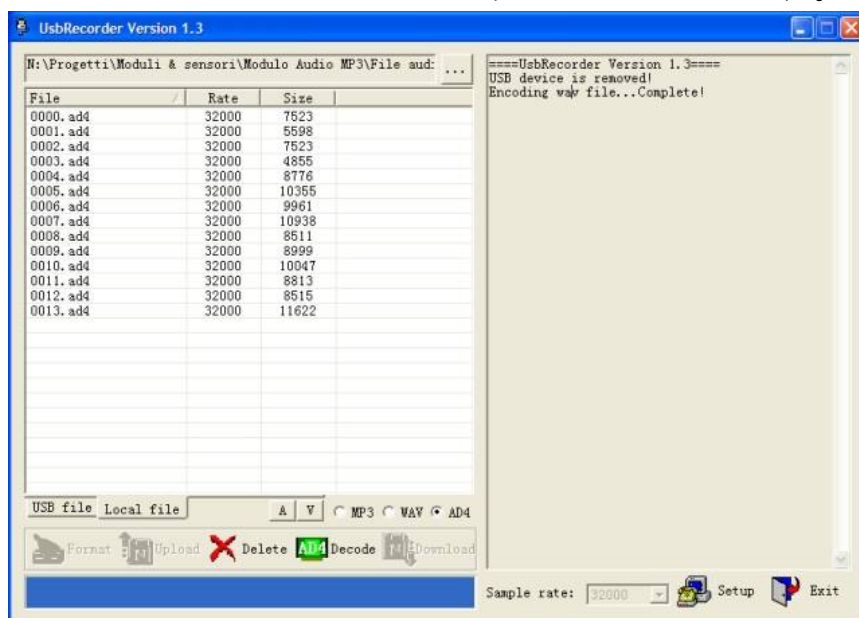 UsbRecorder Version 1.3
N:\Progetti\Moduli & sensori\Modulo Audio MP3\File aud: ...
File Rate Size
0000.ad4 32000 7523
0001.ad4 32000 5598
0002.ad4 32000 7523
0003.ad4 32000 4855
0004.ad4 32000 8776
0005.ad4 32000 10355
0006.ad4 32000 9961
0007.ad4 32000 10938
0008.ad4 32000 8511
0009.ad4 32000 8999
0010.ad4 32000 10047
0011.ad4 32000 8813
0012.ad4 32000 8515
0013.ad4 32000 11622
USB file Local file A V MP3 WAV AD4
Format Upload Delete AD4 Decode Download
====UsbRecorder Version 1.3====
USB device is removed!
Encoding wav file...Complete!
Sample rate: 32000 Setup Exit